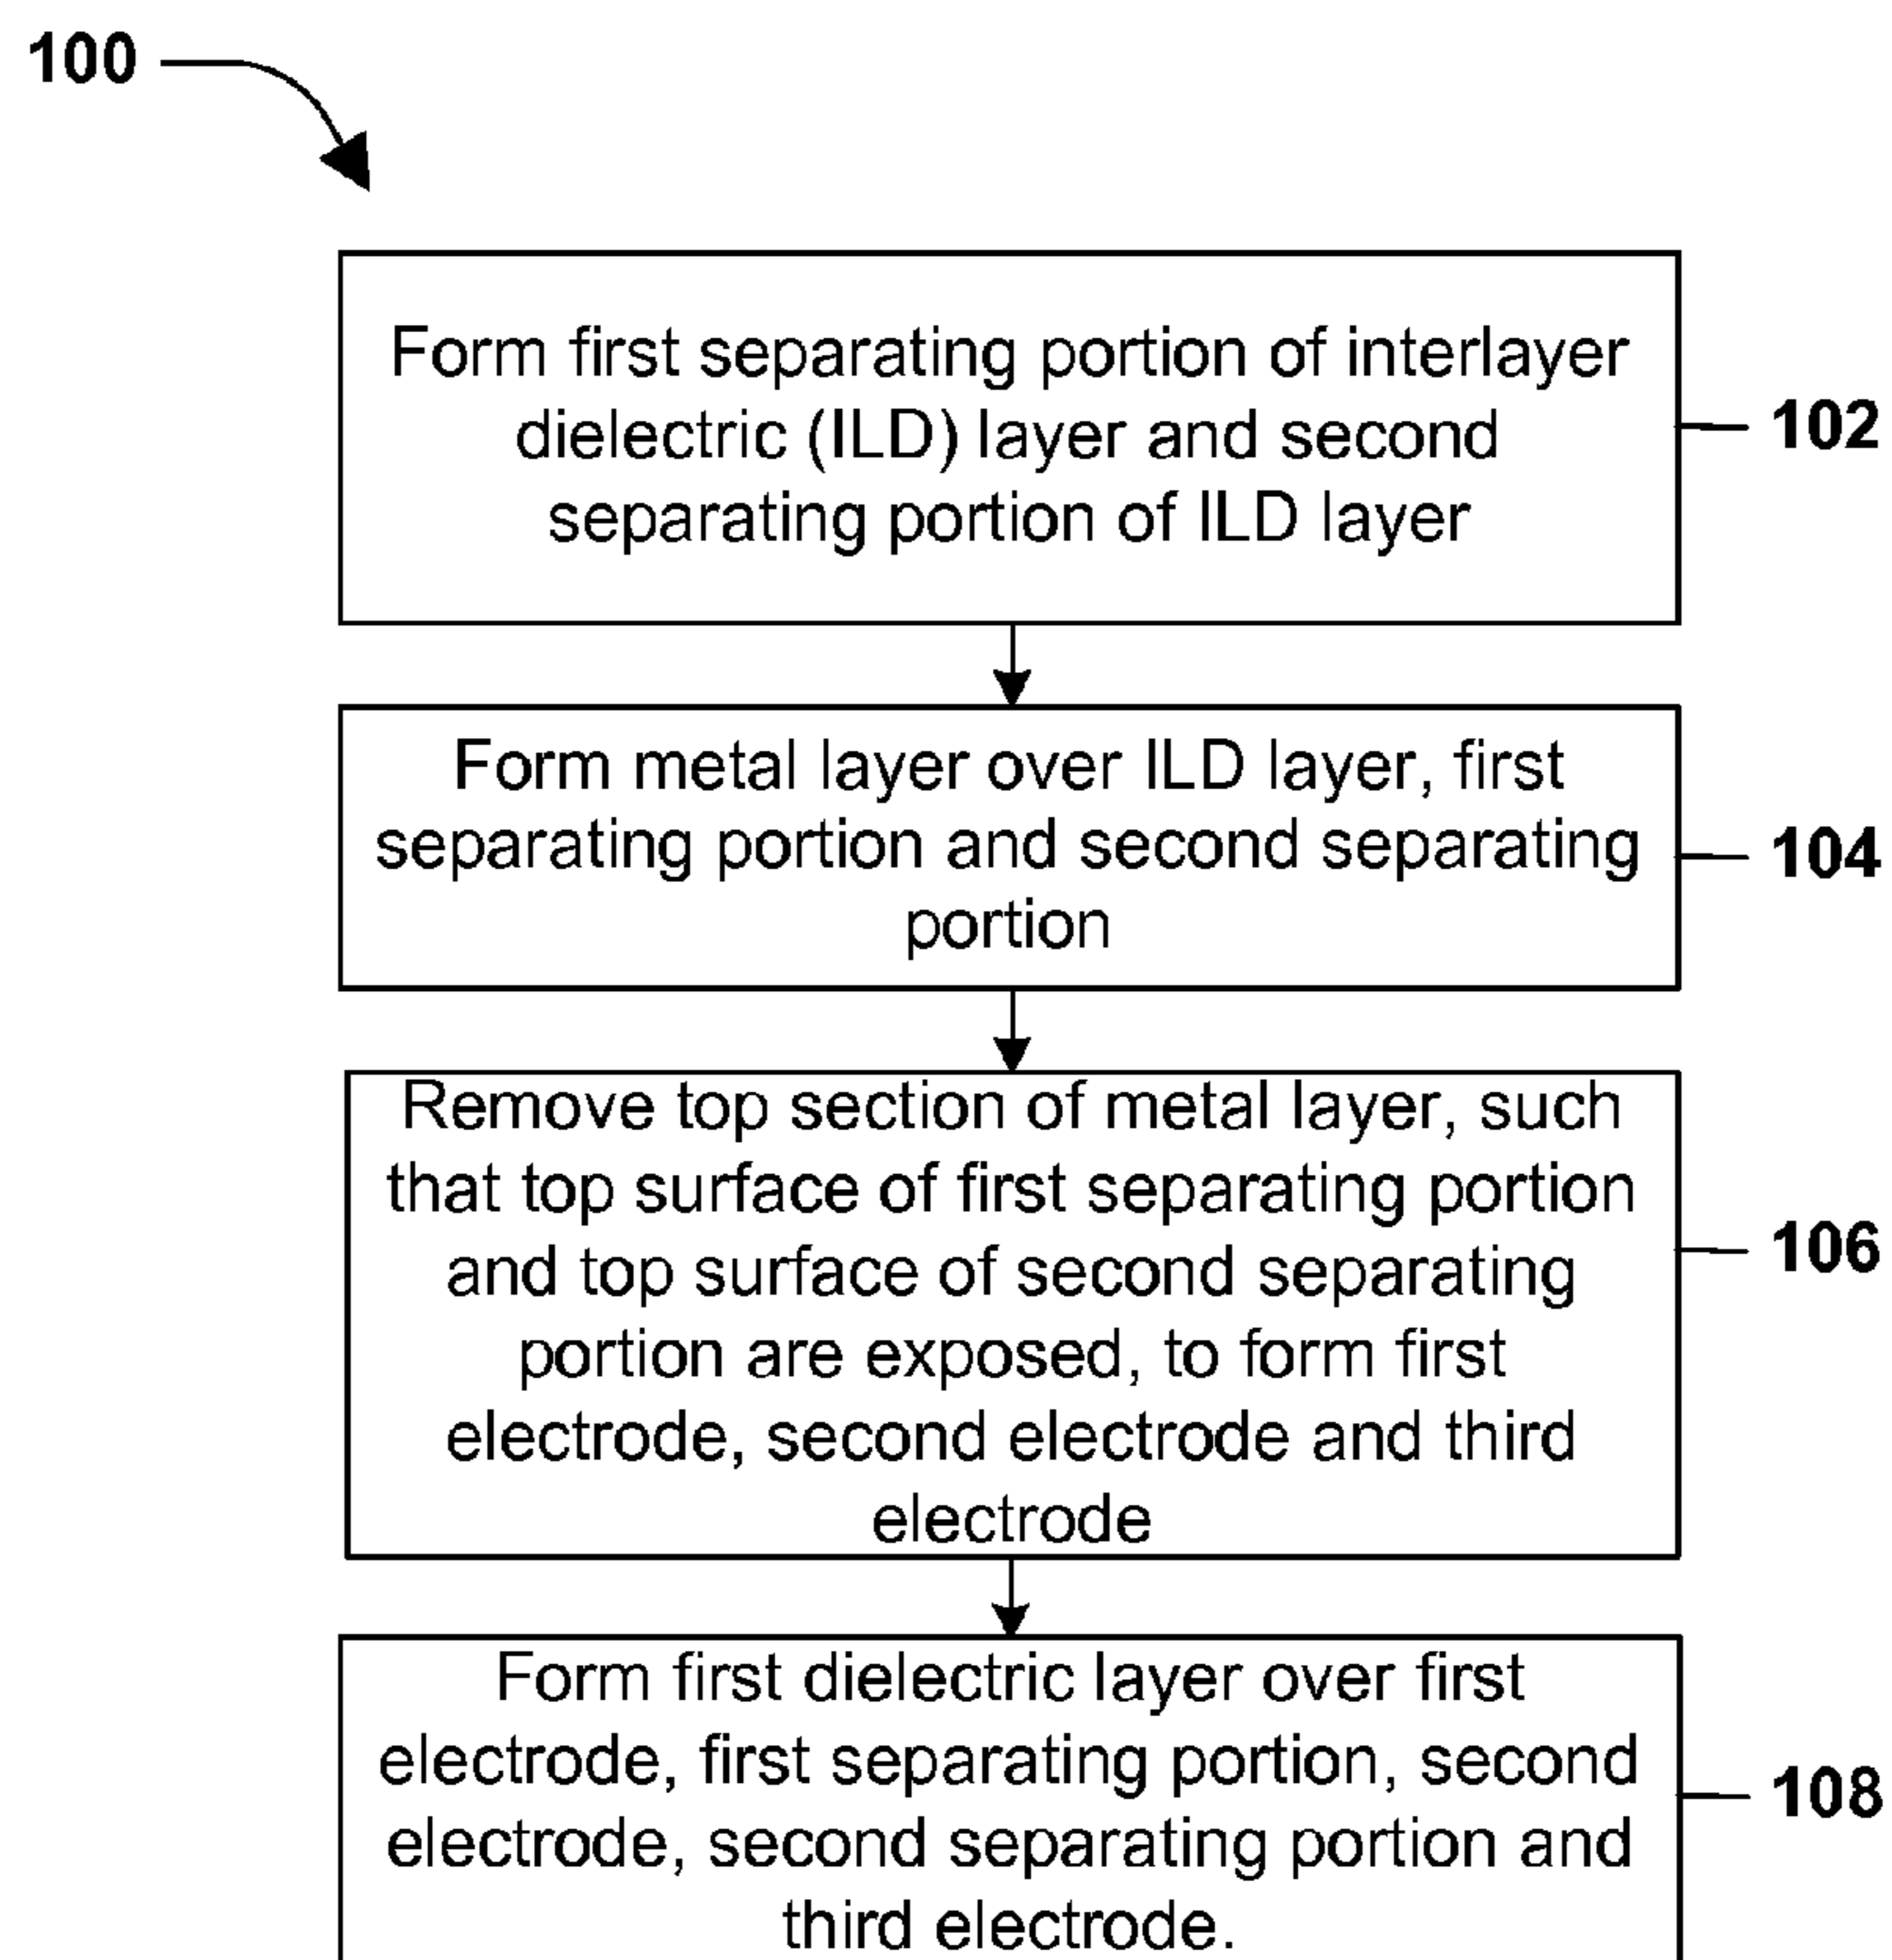 100
Form first separating portion of interlayer
dielectric (ILD) layer and second
separating portion of ILD layer
102
Form metal layer over ILD layer, first
separating portion and second separating
portion
104
Remove top section of metal layer, such
that top surface of first separating portion
and top surface of second separating
portion are exposed, to form first
electrode, second electrode and third
electrode
106
Form first dielectric layer over first
electrode, first separating portion, second
electrode, second separating portion and
third electrode.
108